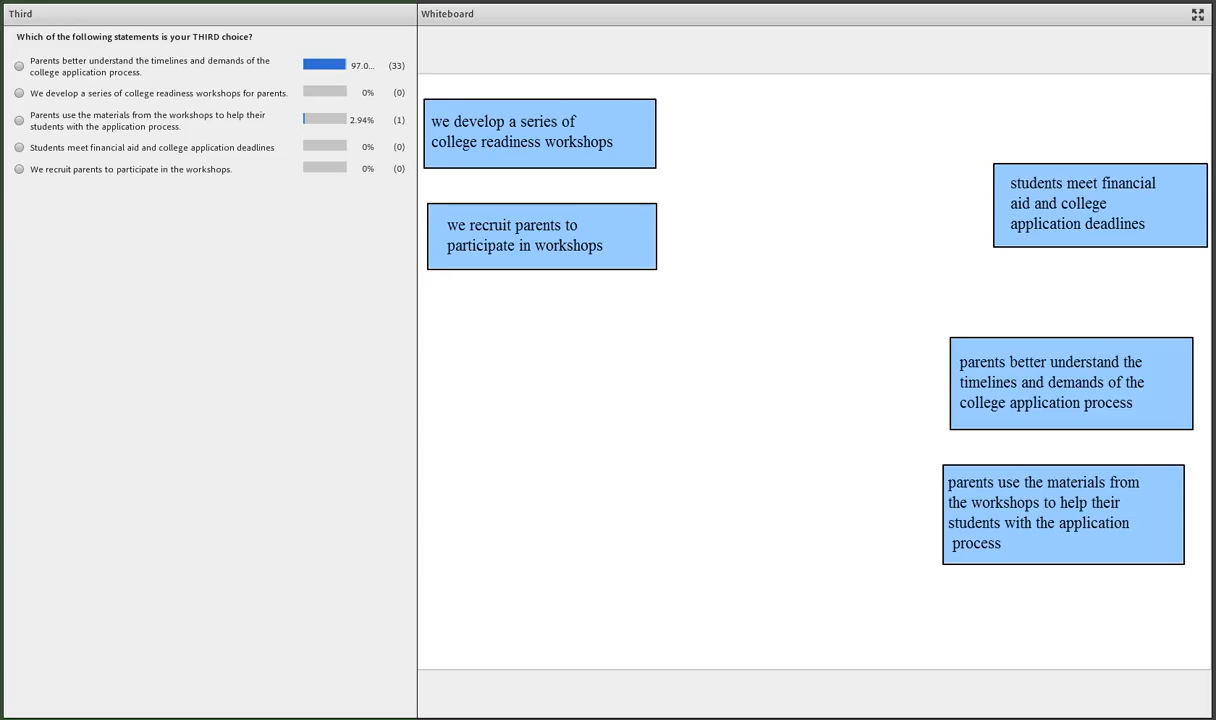 Third
Which of the following statements is your THIRD choice?
Parents better understand the timelines and demands of the
college application process.
97.0... (33)
We develop a series of college readiness workshops for parents.
0% (0)
Parents use the materials from the workshops to help their
students with the application process.
2.94% (1)
Students meet financial aid and college application deadlines
0% (0)
We recruit parents to participate in the workshops.
0% (0)
Whiteboard
we develop a series of
college readiness workshops
we recruit parents to
participate in workshops
students meet financial
aid and college
application deadlines
parents better understand the
timelines and demands of the
college application process
parents use the materials from
the workshops to help their
students with the application
process